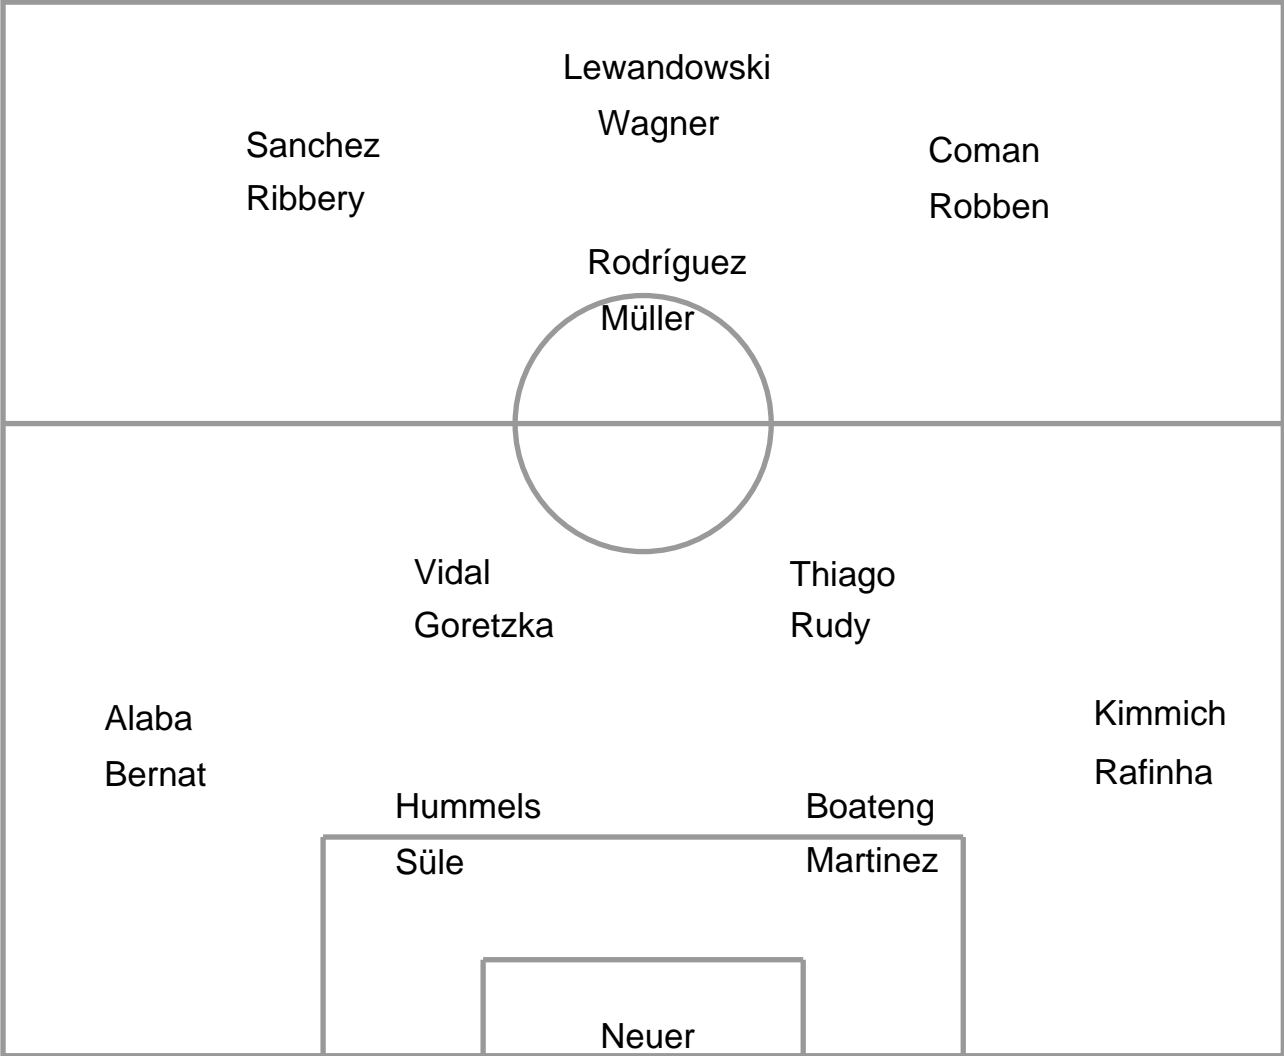 Lewandowski
Wagner
Sanchez
Ribbery
Coman
Robben
Rodríguez
Müller
Vidal
Goretzka
Thiago
Rudy
Alaba
Bernat
Kimmich
Rafinha
Hummels
Süle
Boateng
Martinez
Neuer